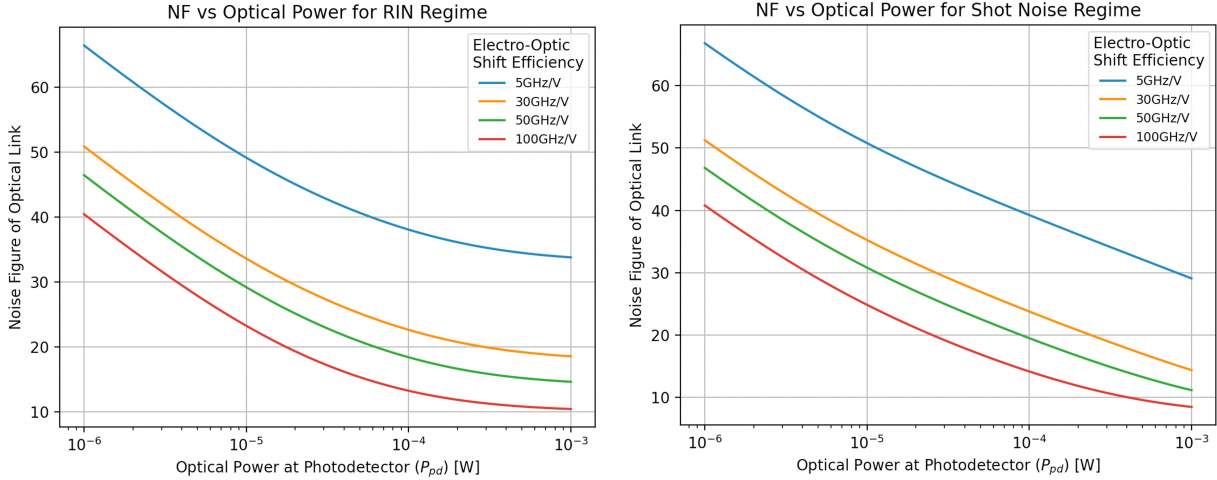 NF vs Optical Power for RIN Regime
Noise Figure of Optical Link
60
50
40
30
20
10
Electro-Optic
Shift Efficiency
5GHz/V
30GHz/V
50GHz/V
100GHz/V
10⁻⁶ 10⁻⁵ 10⁻⁴ 10⁻³
Optical Power at Photodetector (P_pd) [W]
NF vs Optical Power for Shot Noise Regime
Noise Figure of Optical Link
60
50
40
30
20
10
Electro-Optic
Shift Efficiency
5GHz/V
30GHz/V
50GHz/V
100GHz/V
10⁻⁶ 10⁻⁵ 10⁻⁴ 10⁻³
Optical Power at Photodetector (P_pd) [W]